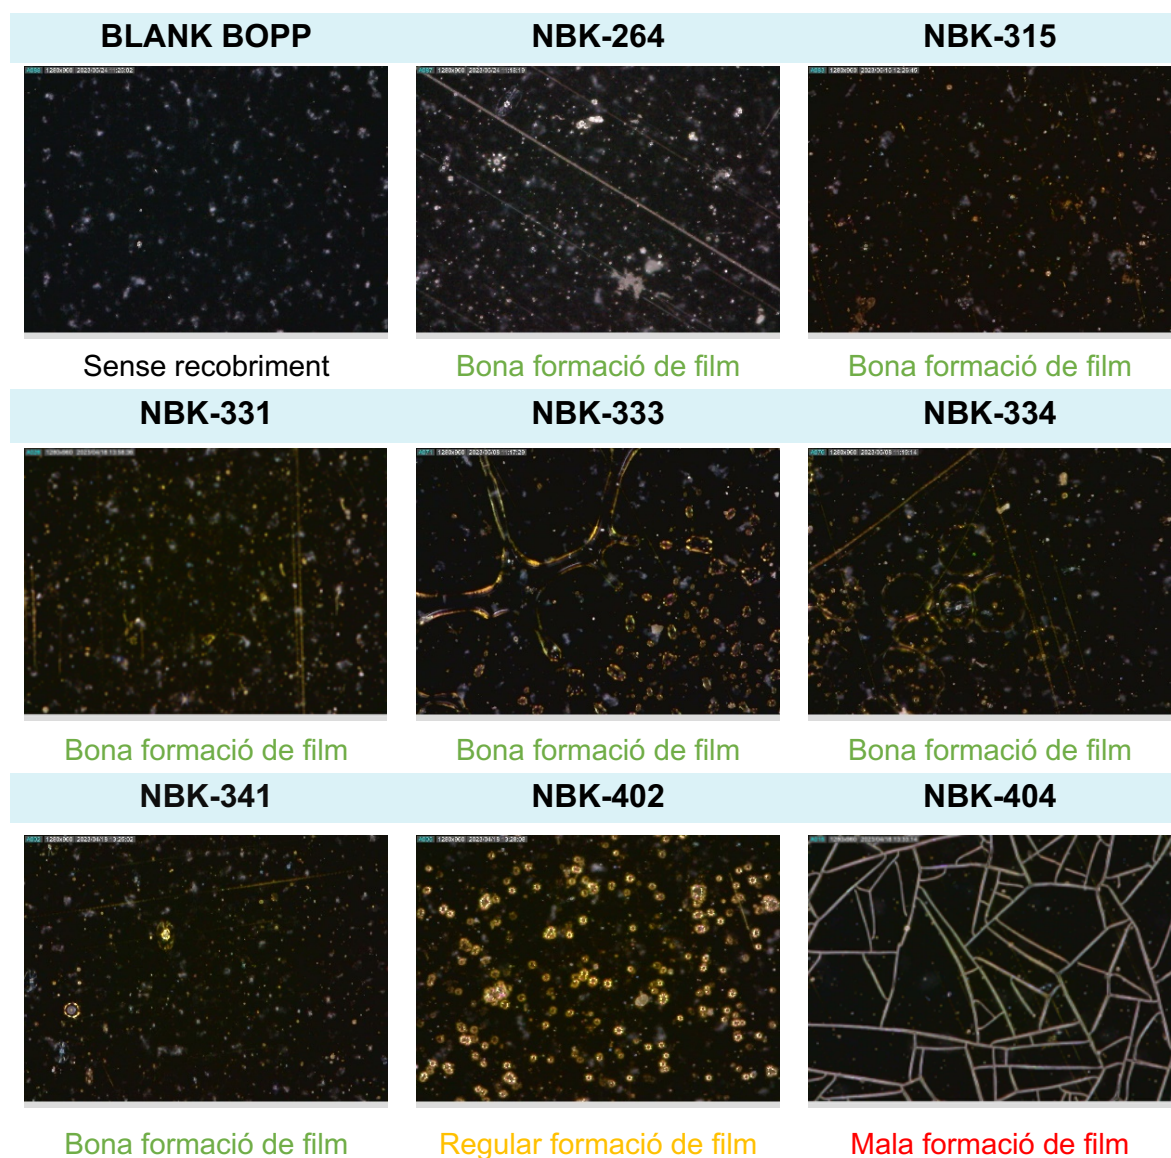 BLANK BOPP NBK-264 NBK-315
Sense recobriment Bona formació de film Bona formació de film
NBK-331 NBK-333 NBK-334
Bona formació de film Bona formació de film Bona formació de film
NBK-341 NBK-402 NBK-404
Bona formació de film Regular formació de film Mala formació de film